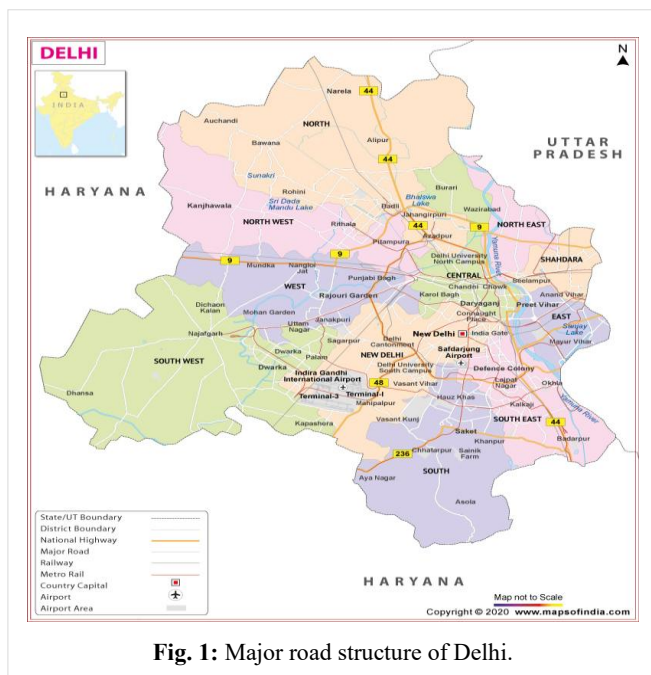 DELHI
N
INDIA
Narela
44
Auchandi
NORTH
Bawana
Alipur
44
UTTAR
PRADESH
HARYANA
Sunakri
Rohini
Burari
Kanjhawala
Sri Dada
Mandu Lake
Bhalswa
Lake
Wazirabad
Badli
Jahangirpuri
NORTH EAST
NORTH WEST
Rithala
44
9
Azadpur
Pitampura
Yamuna River
9
9
Mundka
Nangloi
Jat
Delhi University
North Campus
SHAHDARA
Punjabi Bagh
CENTRAL
Seelampur
WEST
Chandni Chowk
Anand Vihar
Rajouri Garden
Karol Bagh
Daryaganj
Preet Vihar
Dichaon
Kalan
Mohan Garden
Connaught
Place
EAST
Janakpuri
Sanjay
Lake
Uttam
Nagar
New Delhi
India Gate
Najafgarh
Sagarpur
Delhi
Cantonment
Safdarjung
Airport
Mayur Vihar
Dwarka
Palam
NEW DELHI
SOUTH WEST
Dwarka
Delhi University
South Campus
Defence Colony
Indira Gandhi
International Airport
48
Vasant Vihar
Lajpat
Nagar
Okhla
Dhansa
Terminal-3
Terminal-I
Hauz Khas
Kalkaji
Yamuna River
Mahipalpur
Kapashera
Vasant Kunj
SOUTH EAST
44
Saket
Khanpur
Badarpur
236
Chhatarpur
Sainik
Farm
Aya Nagar
SOUTH
Asola
State/UT Boundary
District Boundary
National Highway
Major Road
Railway
Metro Rail
Country Capital
Airport
Airport Area
HARYANA
Map not to Scale
Copyright © 2020 www.mapsofindia.com
Fig. 1: Major road structure of Delhi.